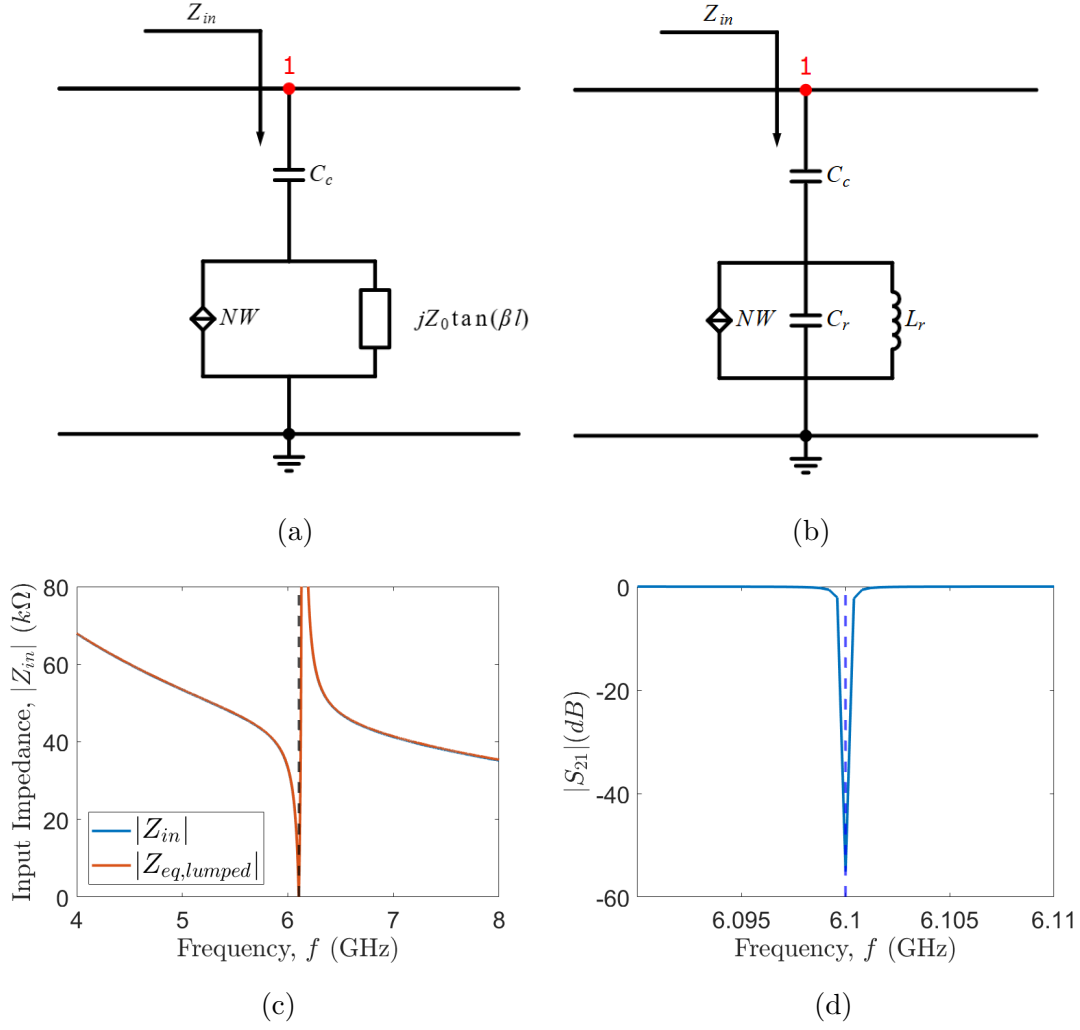 Z_in
1
C_c
NW
jZ_0 tan(βl)
(a)
Z_in
1
C_c
NW
C_r
L_r
(b)
Input Impedance, |Z_in| (kΩ)
80
60
40
20
0
4 5 6 7 8
|Z_in|
|Z_eq,lumped|
Frequency, f (GHz)
(c)
|S_21|(dB)
0
-20
-40
-60
6.095 6.1 6.105 6.11
Frequency, f (GHz)
(d)